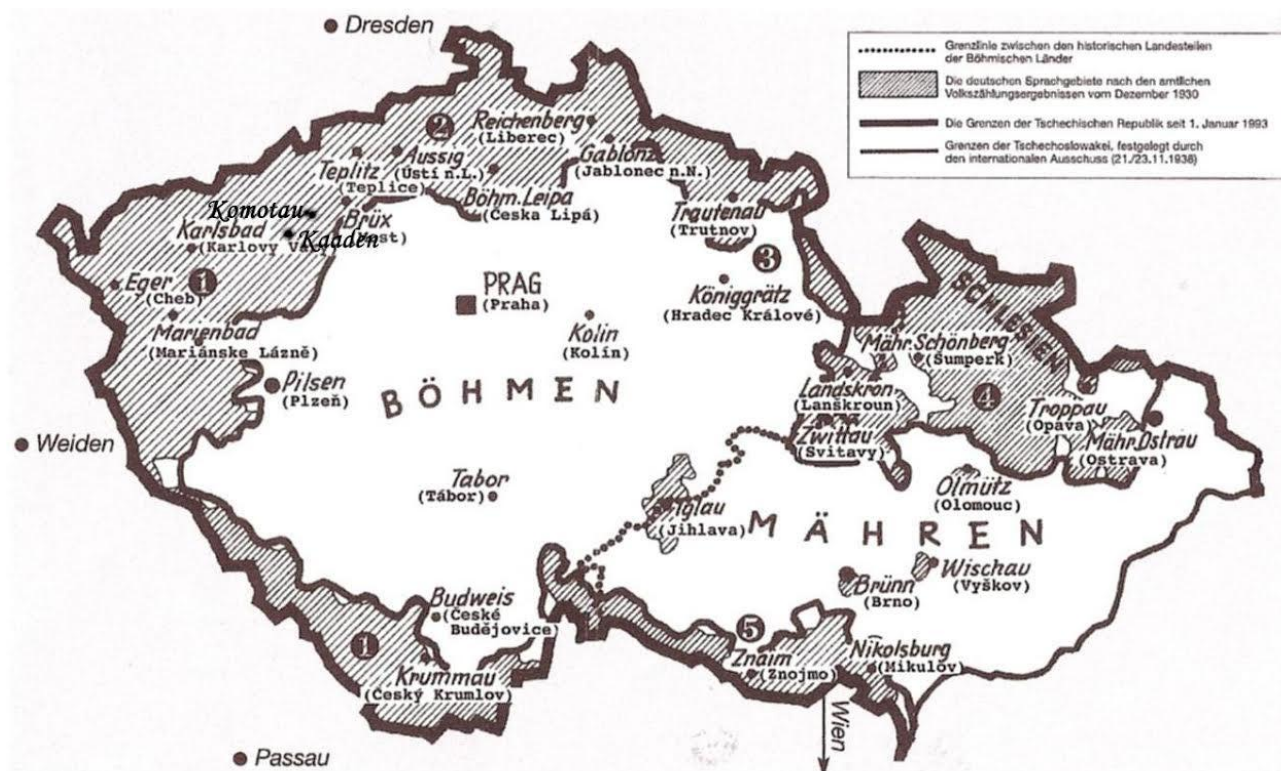 Dresden
Grenzlinie zwischen den historischen Landesteilen
der Böhmischen Länder
Die deutschen Sprachgebiete nach den amtlichen
Volkszählungsergebnissen vom Dezember 1930
Die Grenzen der Tschechischen Republik seit 1. Januar 1993
Grenzen der Tschechoslowakei, festgelegt durch
den internationalen Ausschuss (21./23.11.1938)
2
Reichenberg
(Liberec)
Gablonz
(Jablonec n.N.)
Teplitz
(Teplice)
Aussig
(Ústí n.L.)
Böhm. Leipa
(Česka Lipá)
Trautenau
(Trutnov)
Komotau
Brüx
Karlsbad
(Karlovy
Kaaden
3
Eger
(Cheb)
1
PRAG
(Praha)
Königgrätz
(Hradec Králové)
SCHLESIEN
Marienbad
(Mariánske Lázně)
Kolin
(Kolín)
Mähr. Schönberg
(Šumperk)
Pilsen
(Plzeň)
BÖHMEN
Landskron
(Lanškroun)
4
Troppau
(Opava)
Mähr. Ostrau
(Ostrava)
Weiden
Zwittau
(Svitavy)
Tabor
(Tábor)
Olmütz
(Olomouc)
Iglau
(Jihlava)
MÄHREN
Wischau
(Vyškov)
Brünn
(Brno)
Budweis
(České
Budějovice)
1
5
Znaim
(Znojmo)
Nikolsburg
(Mikulov)
Krummau
(Český Krumlov)
Wien
Passau